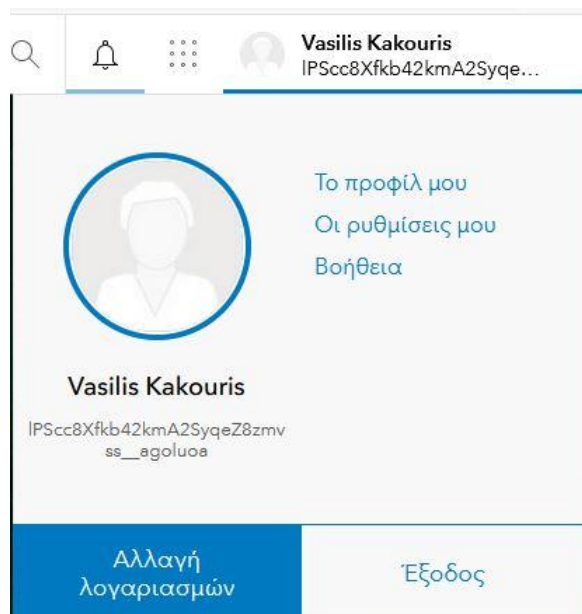 Vasilis Kakouris
lPScc8Xfkb42kmA2Syqe...
Το προφίλ μου
Οι ρυθμίσεις μου
Βοήθεια
Vasilis Kakouris
lPScc8Xfkb42kmA2SyqeZ8zmv
ss__agoluoa
Αλλαγή
λογαριασμών
Έξοδος